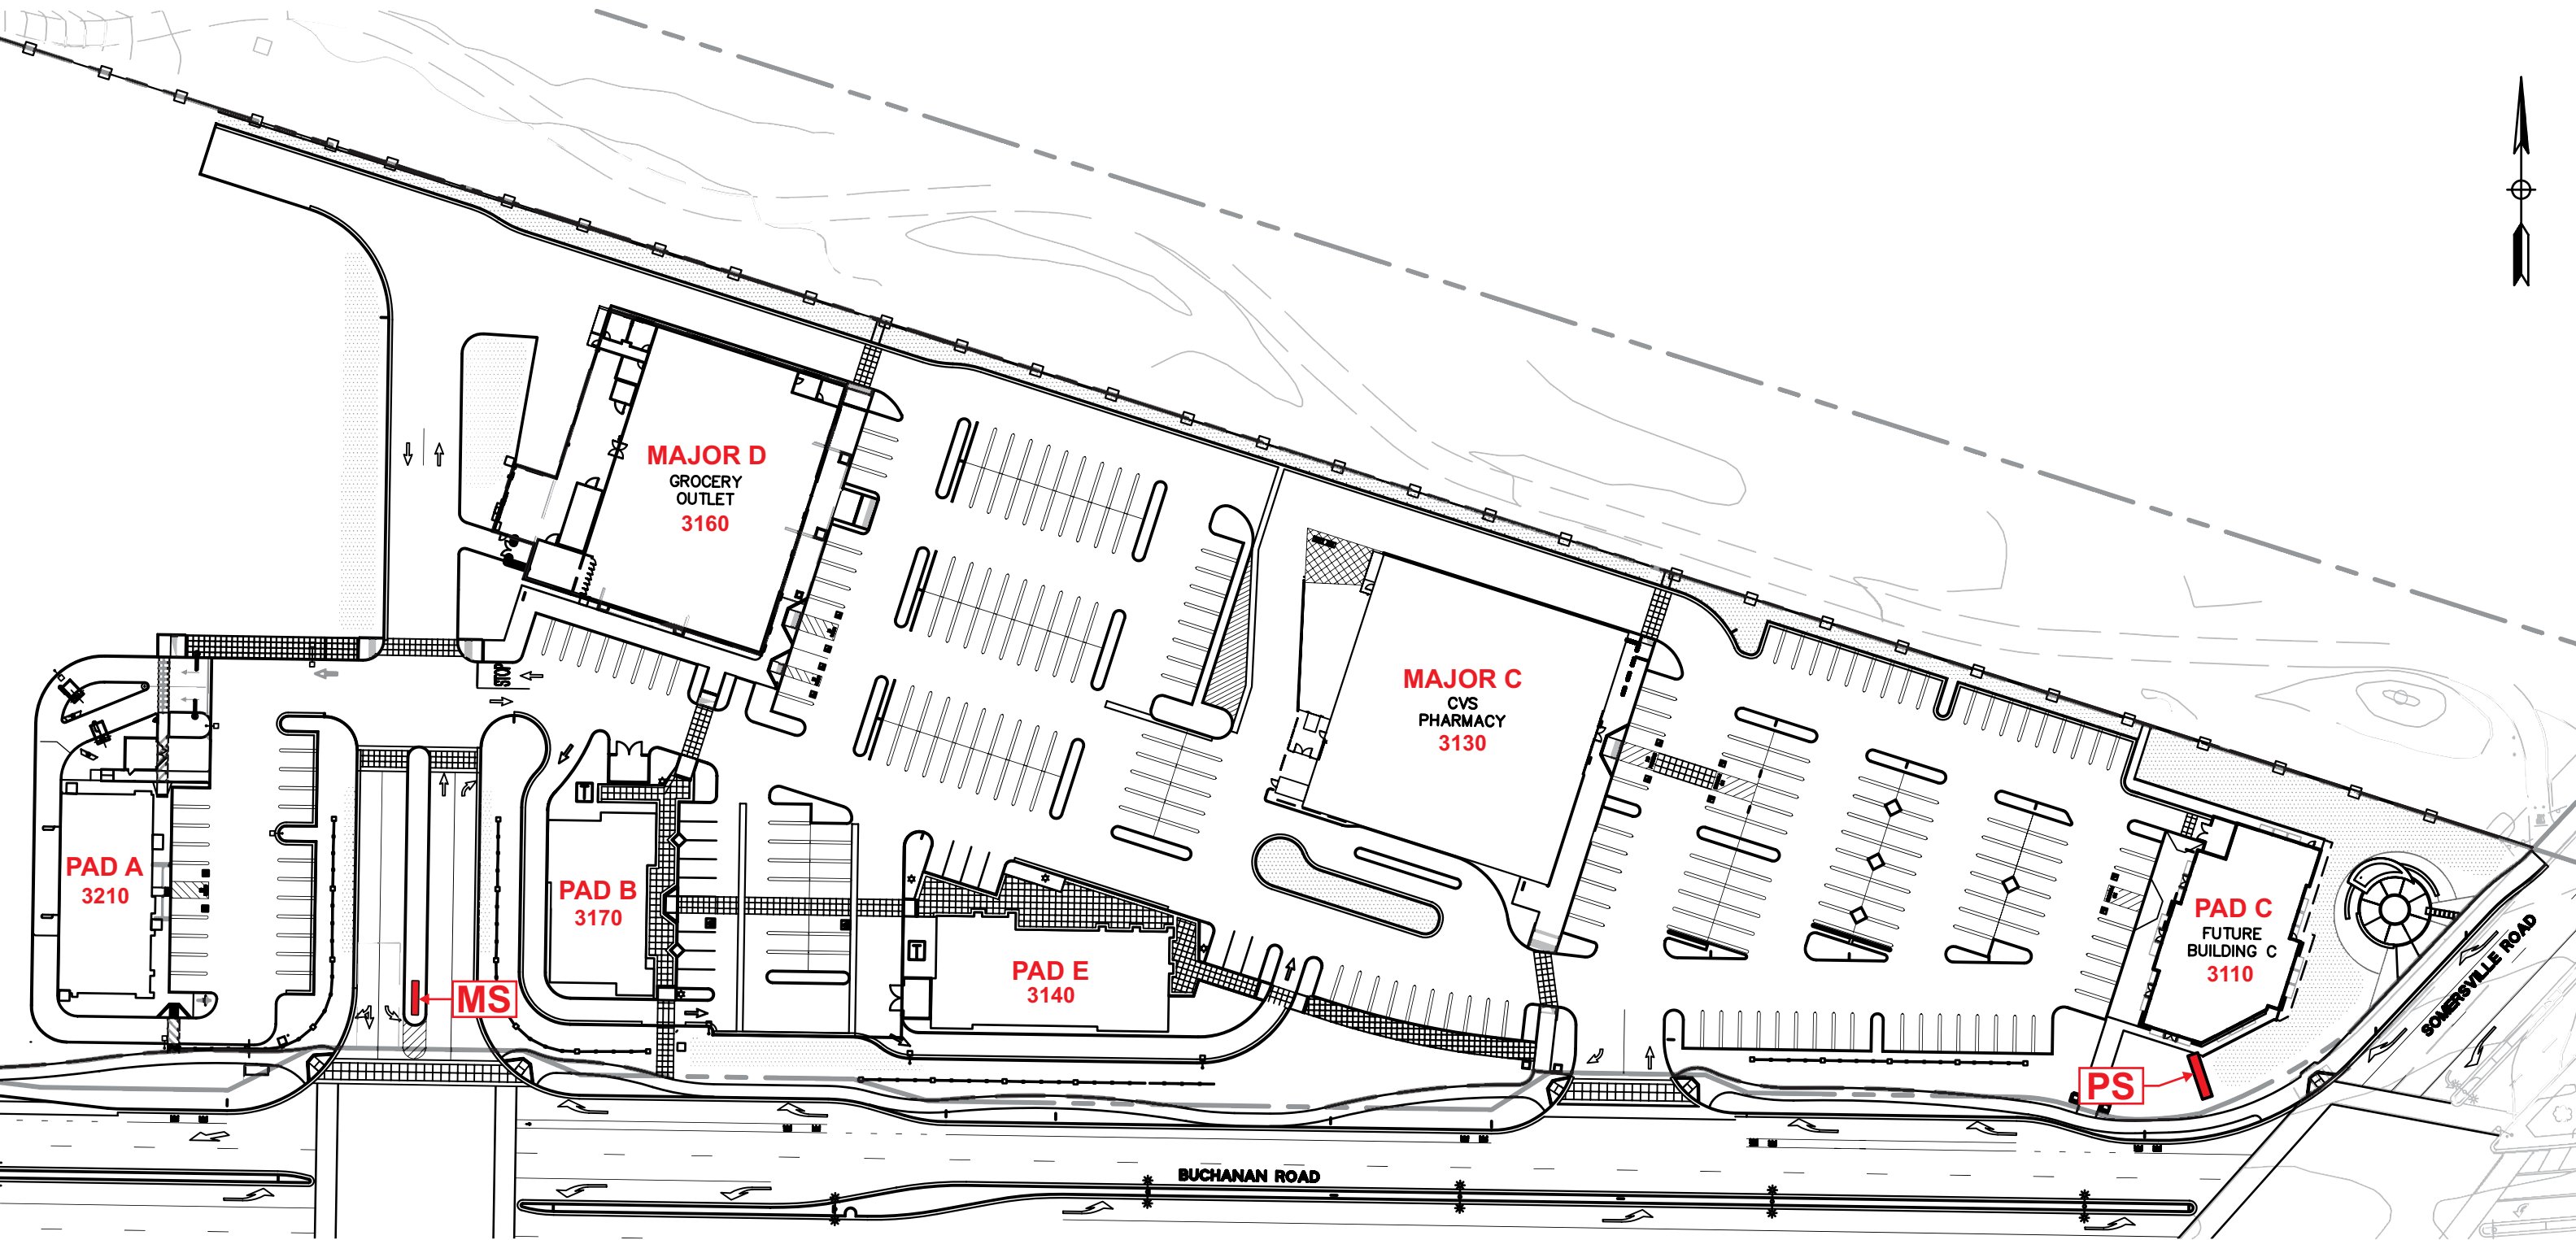 MAJOR D
GROCERY
OUTLET
3160
STOP
MAJOR C
CVS
PHARMACY
3130
PAD A
3210
PAD B
3170
T
PAD E
3140
T
PAD C
FUTURE
BUILDING C
3110
MS
PS
SOMERSVILLE ROAD
BUCHANAN ROAD